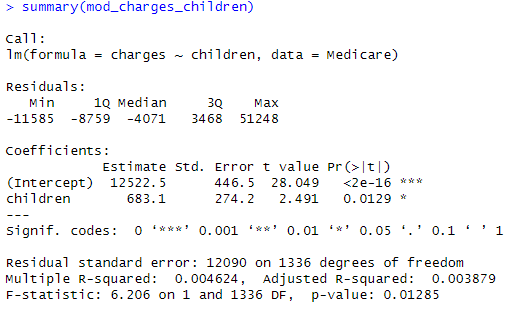 > summary(mod_charges_children)
Call:
lm(formula = charges ~ children, data = Medicare)
Residuals:
   Min     1Q Median     3Q    Max
-11585  -8759  -4071   3468  51248
Coefficients:
            Estimate Std. Error t value Pr(>|t|)
(Intercept)  12522.5      446.5  28.049   <2e-16 ***
children       683.1      274.2   2.491   0.0129 *
---
Signif. codes:  0 ‘***’ 0.001 ‘**’ 0.01 ‘*’ 0.05 ‘.’ 0.1 ‘ ’ 1
Residual standard error: 12090 on 1336 degrees of freedom
Multiple R-squared:  0.004624,  Adjusted R-squared:  0.003879
F-statistic: 6.206 on 1 and 1336 DF,  p-value: 0.01285